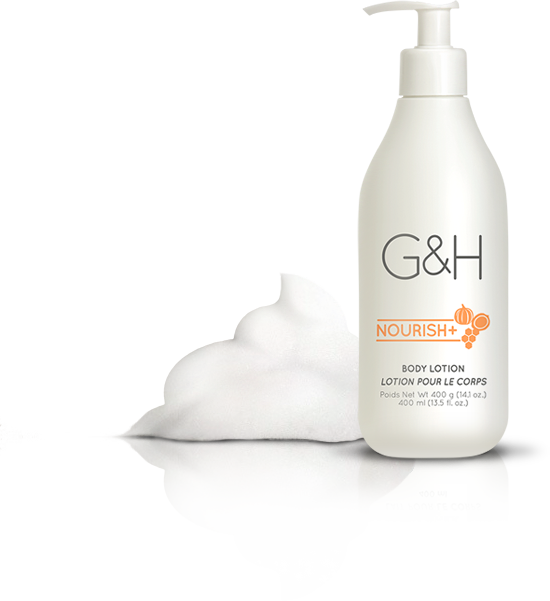 G&H
NOURISH+
BODY LOTION
LOTION POUR LE CORPS
Poids Net Wt 400 g (14.1 oz.)
400 ml (13.5 fl. oz.)